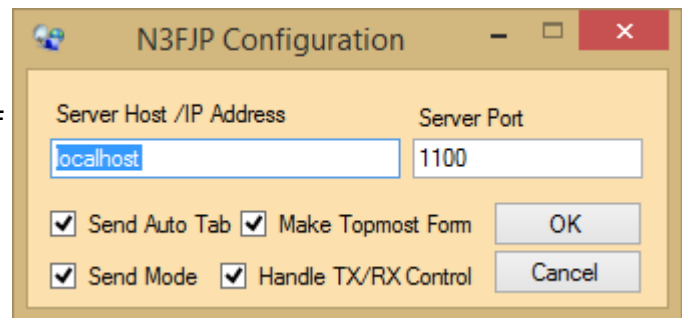 N3FJP Configuration
Server Host /IP Address Server Port
localhost 1100
Send Auto Tab Make Topmost Form OK
Send Mode Handle TX/RX Control Cancel